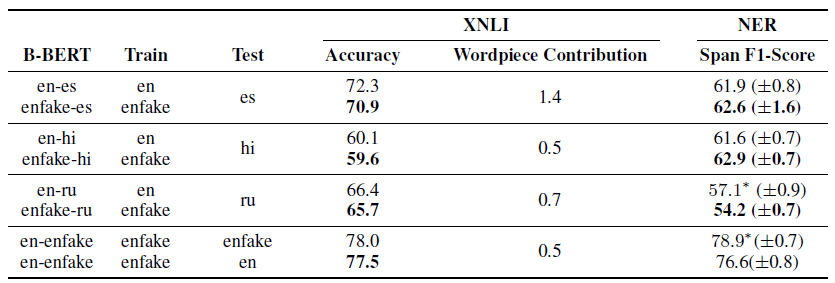 XNLI NER
B-BERT Train Test Accuracy Wordpiece Contribution Span F1-Score
en-es en es 72.3 1.4 61.9 (±0.8)
enfake-es enfake 70.9 62.6 (±1.6)
en-hi en hi 60.1 0.5 61.6 (±0.7)
enfake-hi enfake 59.6 62.9 (±0.7)
en-ru en ru 66.4 0.7 57.1* (±0.9)
enfake-ru enfake 65.7 54.2 (±0.7)
en-enfake enfake enfake 78.0 0.5 78.9*(±0.7)
en-enfake enfake en 77.5 76.6(±0.8)